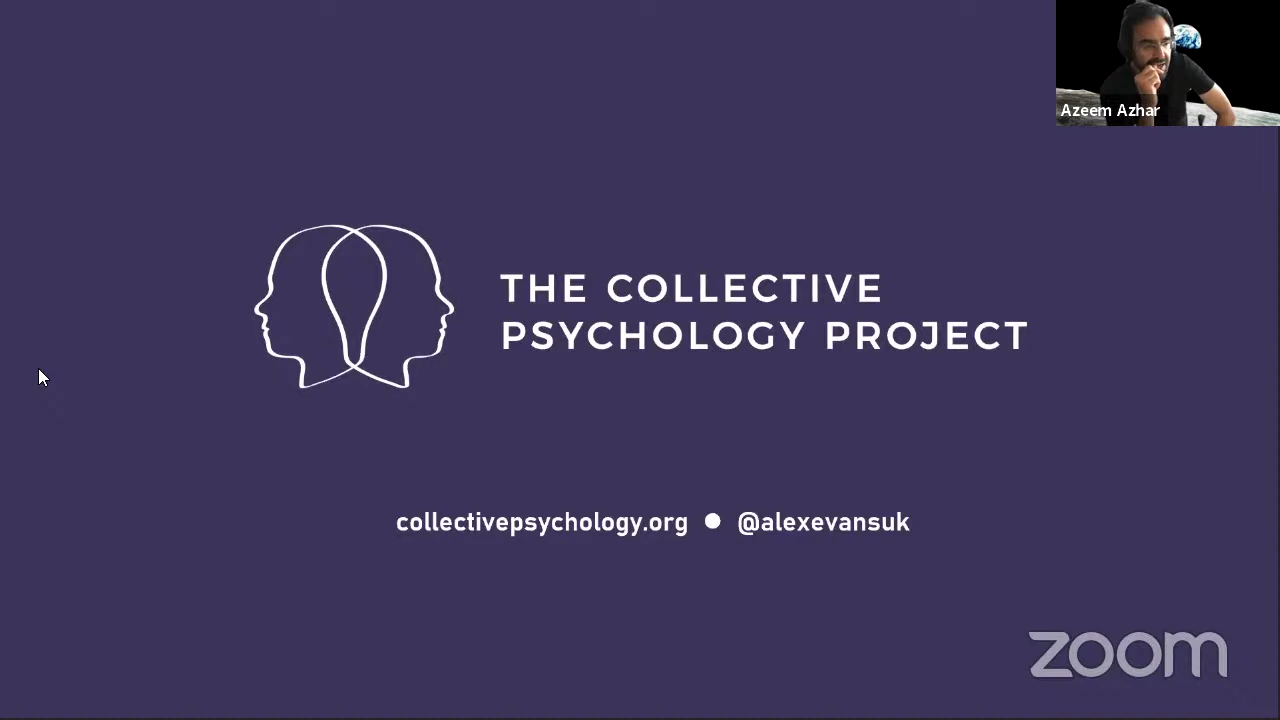 Azeem Azhar
THE COLLECTIVE
PSYCHOLOGY PROJECT
collectivepsychology.org ● @alexevansuk
zoom